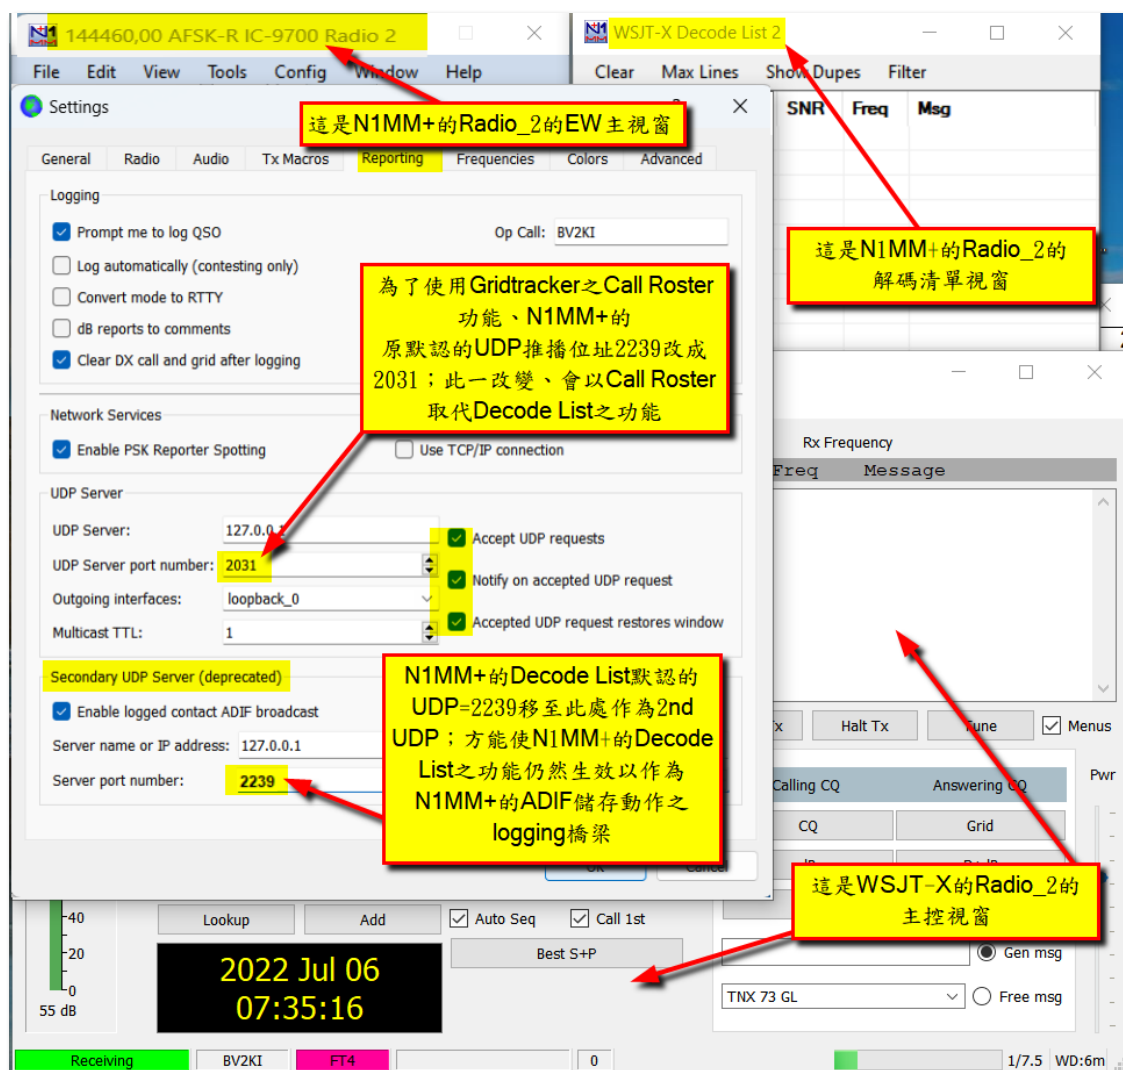 144460,00 AFSK-R IC-9700 Radio 2
WSJT-X Decode List 2
File Edit View Tools Config Window Help
Clear Max Lines Show Dupes Filter
Settings
SNR Freq Msg
這是N1MM+的Radio_2的EW主視窗
General Radio Audio Tx Macros Reporting Frequencies Colors Advanced
Logging
Prompt me to log QSO
Op Call: BV2KI
Log automatically (contesting only)
Convert mode to RTTY
dB reports to comments
Clear DX call and grid after logging
這是N1MM+的Radio_2的
解碼清單視窗
為了使用Gridtracker之Call Roster
功能、N1MM+的
原默認的UDP推播位址2239改成
2031；此一改變、會以Call Roster
取代Decode List之功能
Network Services
Enable PSK Reporter Spotting
Use TCP/IP connection
Rx Frequency
Freq Message
UDP Server
UDP Server: 127.0.0.1
Accept UDP requests
UDP Server port number: 2031
Notify on accepted UDP request
Outgoing interfaces: loopback_0
Accepted UDP request restores window
Multicast TTL: 1
Secondary UDP Server (deprecated)
Enable logged contact ADIF broadcast
Server name or IP address: 127.0.0.1
Server port number: 2239
N1MM+的Decode List默認的
UDP=2239移至此處作為2nd
UDP；方能使N1MM+的Decode
List之功能仍然生效以作為
N1MM+的ADIF儲存動作之
logging橋梁
OK Cancel
Halt Tx Tune Menus
Pwr
Calling CQ Answering CQ
CQ Grid
這是WSJT-X的Radio_2的
主控視窗
-40
-20
0
55 dB
Lookup Add Auto Seq Call 1st
Best S+P
Gen msg
2022 Jul 06
07:35:16
TNX 73 GL
Free msg
Receiving BV2KI FT4 0 1/7.5 WD:6m